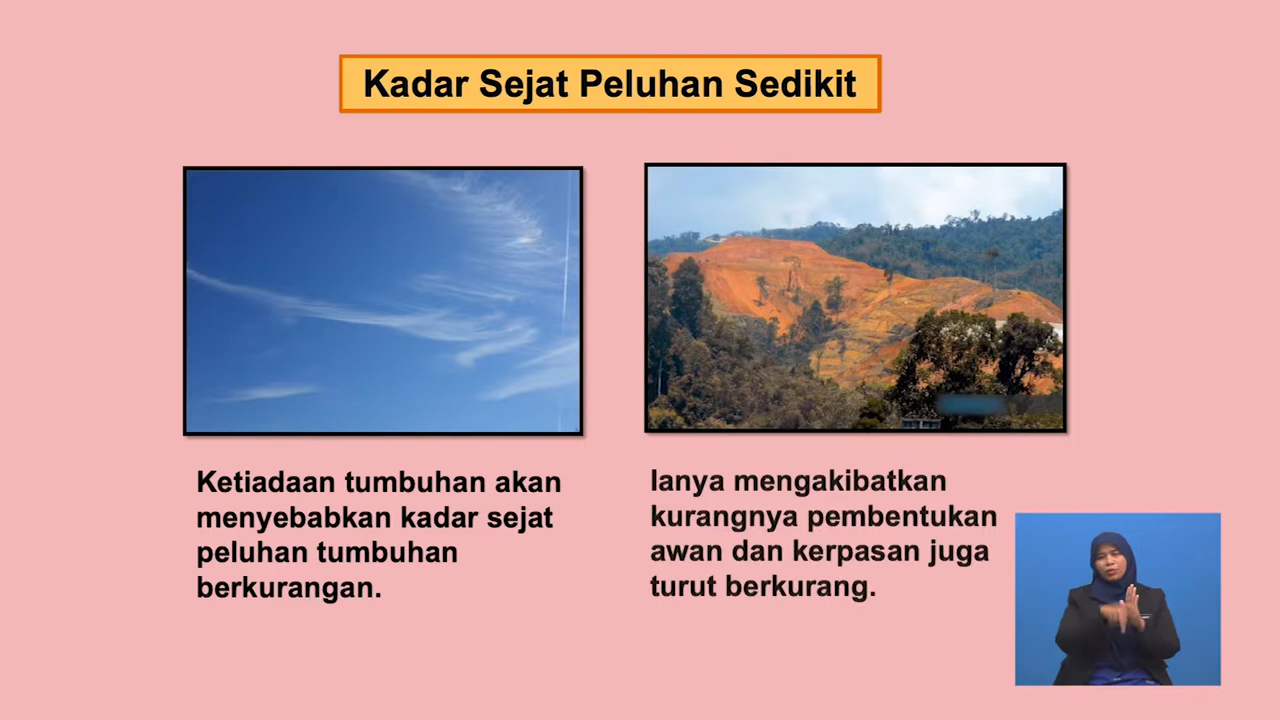 Kadar Sejat Peluhan Sedikit
Ketiadaan tumbuhan akan
menyebabkan kadar sejat
peluhan tumbuhan
berkurangan.
Ianya mengakibatkan
kurangnya pembentukan
awan dan kerpasan juga
turut berkurang.